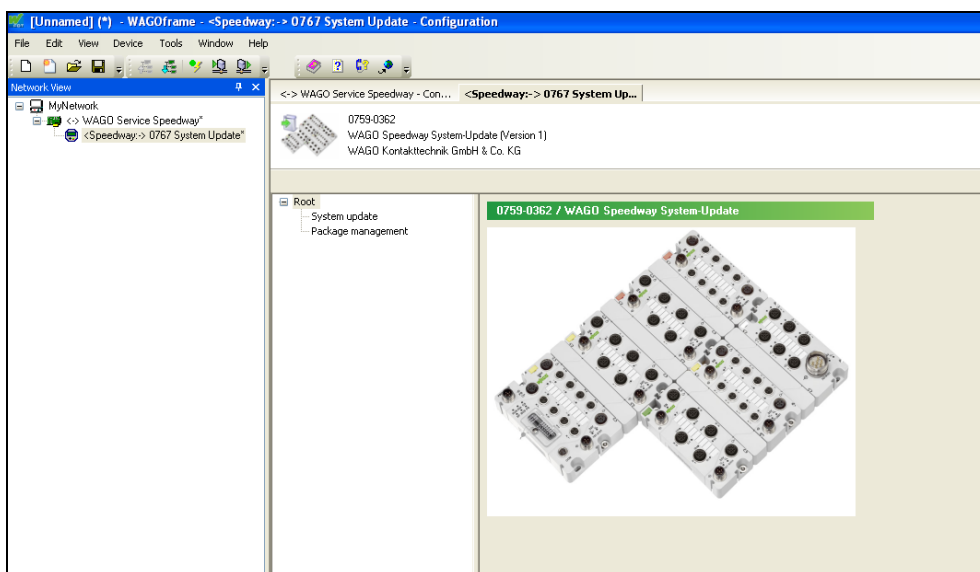 [Unnamed] (*) - WAGOframe - <Speedway:-> 0767 System Update - Configuration
File Edit View Device Tools Window Help
Network View
MyNetwork
<-> WAGO Service Speedway*
<Speedway:-> 0767 System Update*
<-> WAGO Service Speedway - Con... <Speedway:-> 0767 System Up...
0759-0362
WAGO Speedway System-Update (Version 1)
WAGO Kontakttechnik GmbH & Co. KG
Root
System update
Package management
0759-0362 / WAGO Speedway System-Update